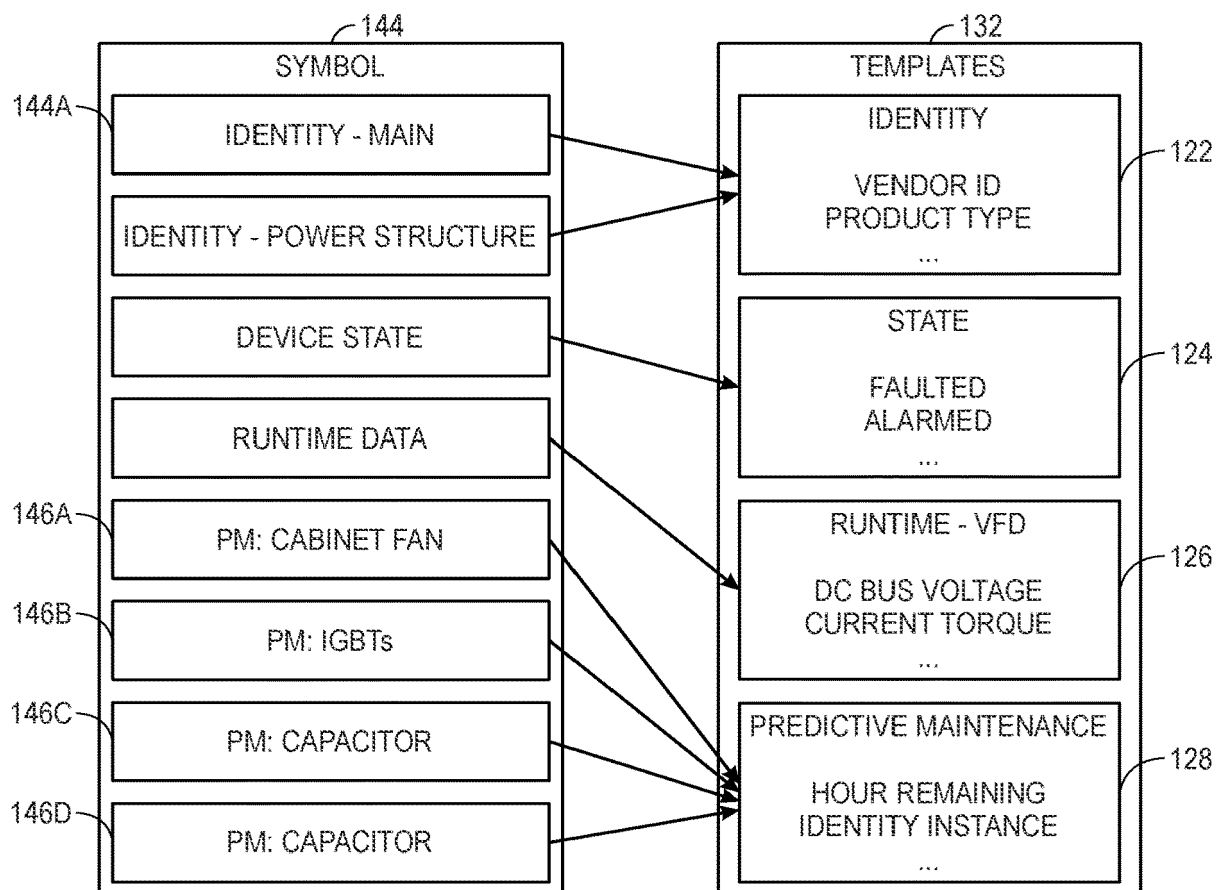 144
SYMBOL
144A
IDENTITY - MAIN
IDENTITY - POWER STRUCTURE
DEVICE STATE
RUNTIME DATA
146A
PM: CABINET FAN
146B
PM: IGBTs
146C
PM: CAPACITOR
146D
PM: CAPACITOR
132
TEMPLATES
IDENTITY
VENDOR ID
PRODUCT TYPE
...
122
STATE
FAULTED
ALARMED
...
124
RUNTIME - VFD
DC BUS VOLTAGE
CURRENT TORQUE
...
126
PREDICTIVE MAINTENANCE
HOUR REMAINING
IDENTITY INSTANCE
...
128